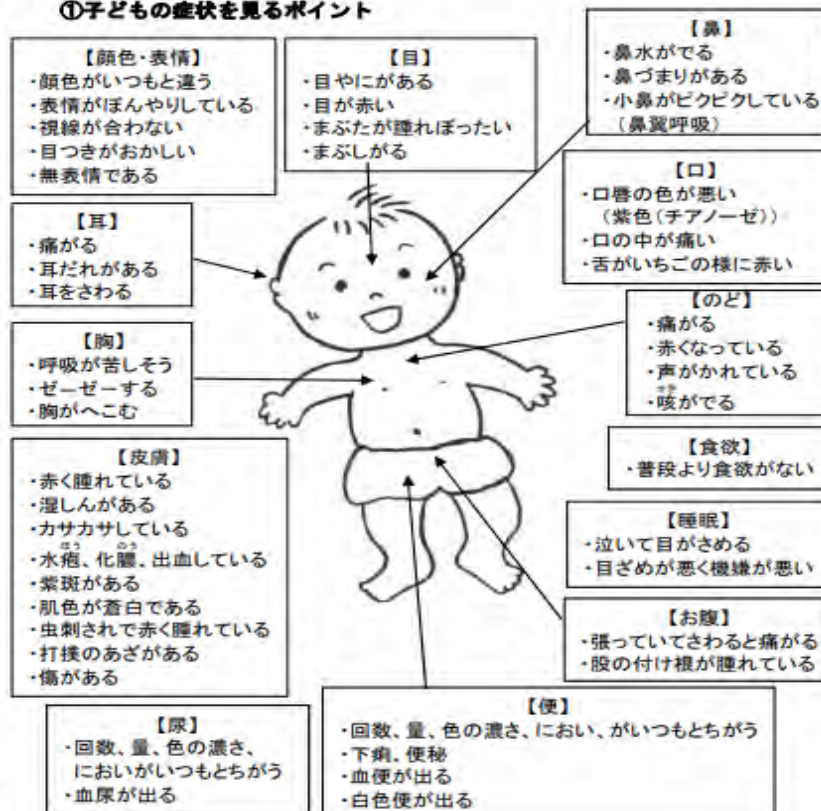 ①子どもの症状を見るポイント
【顔色・表情】
・顔色がいつもと違う
・表情がぼんやりしている
・視線が合わない
・目つきがおかしい
・無表情である
【目】
・目やにがある
・目が赤い
・まぶたが腫れぼったい
・まぶしがる
【鼻】
・鼻水がでる
・鼻づまりがある
・小鼻がピクピクしている
(鼻翼呼吸)
【耳】
・痛がる
・耳だれがある
・耳をさわる
【口】
・口唇の色が悪い
(紫色(チアノーゼ))
・口の中が痛い
・舌がいちごの様に赤い
【胸】
・呼吸が苦しそう
・ゼーゼーする
・胸がへこむ
【のど】
・痛がる
・赤くなっている
・声がかれている
・咳がでる
【皮膚】
・赤く腫れている
・湿しんがある
・カサカサしている
・水疱、化膿、出血している
・紫斑がある
・肌色が蒼白である
・虫刺されで赤く腫れている
・打撲のあざがある
・傷がある
【食欲】
・普段より食欲がない
【睡眠】
・泣いて目がさめる
・目ざめが悪く機嫌が悪い
【お腹】
・張っていてさわると痛がる
・股の付け根が腫れている
【尿】
・回数、量、色の濃さ、
においがいつもとちがう
・血尿が出る
【便】
・回数、量、色の濃さ、におい、がいつもとちがう
・下痢、便秘
・血便が出る
・白色便が出る